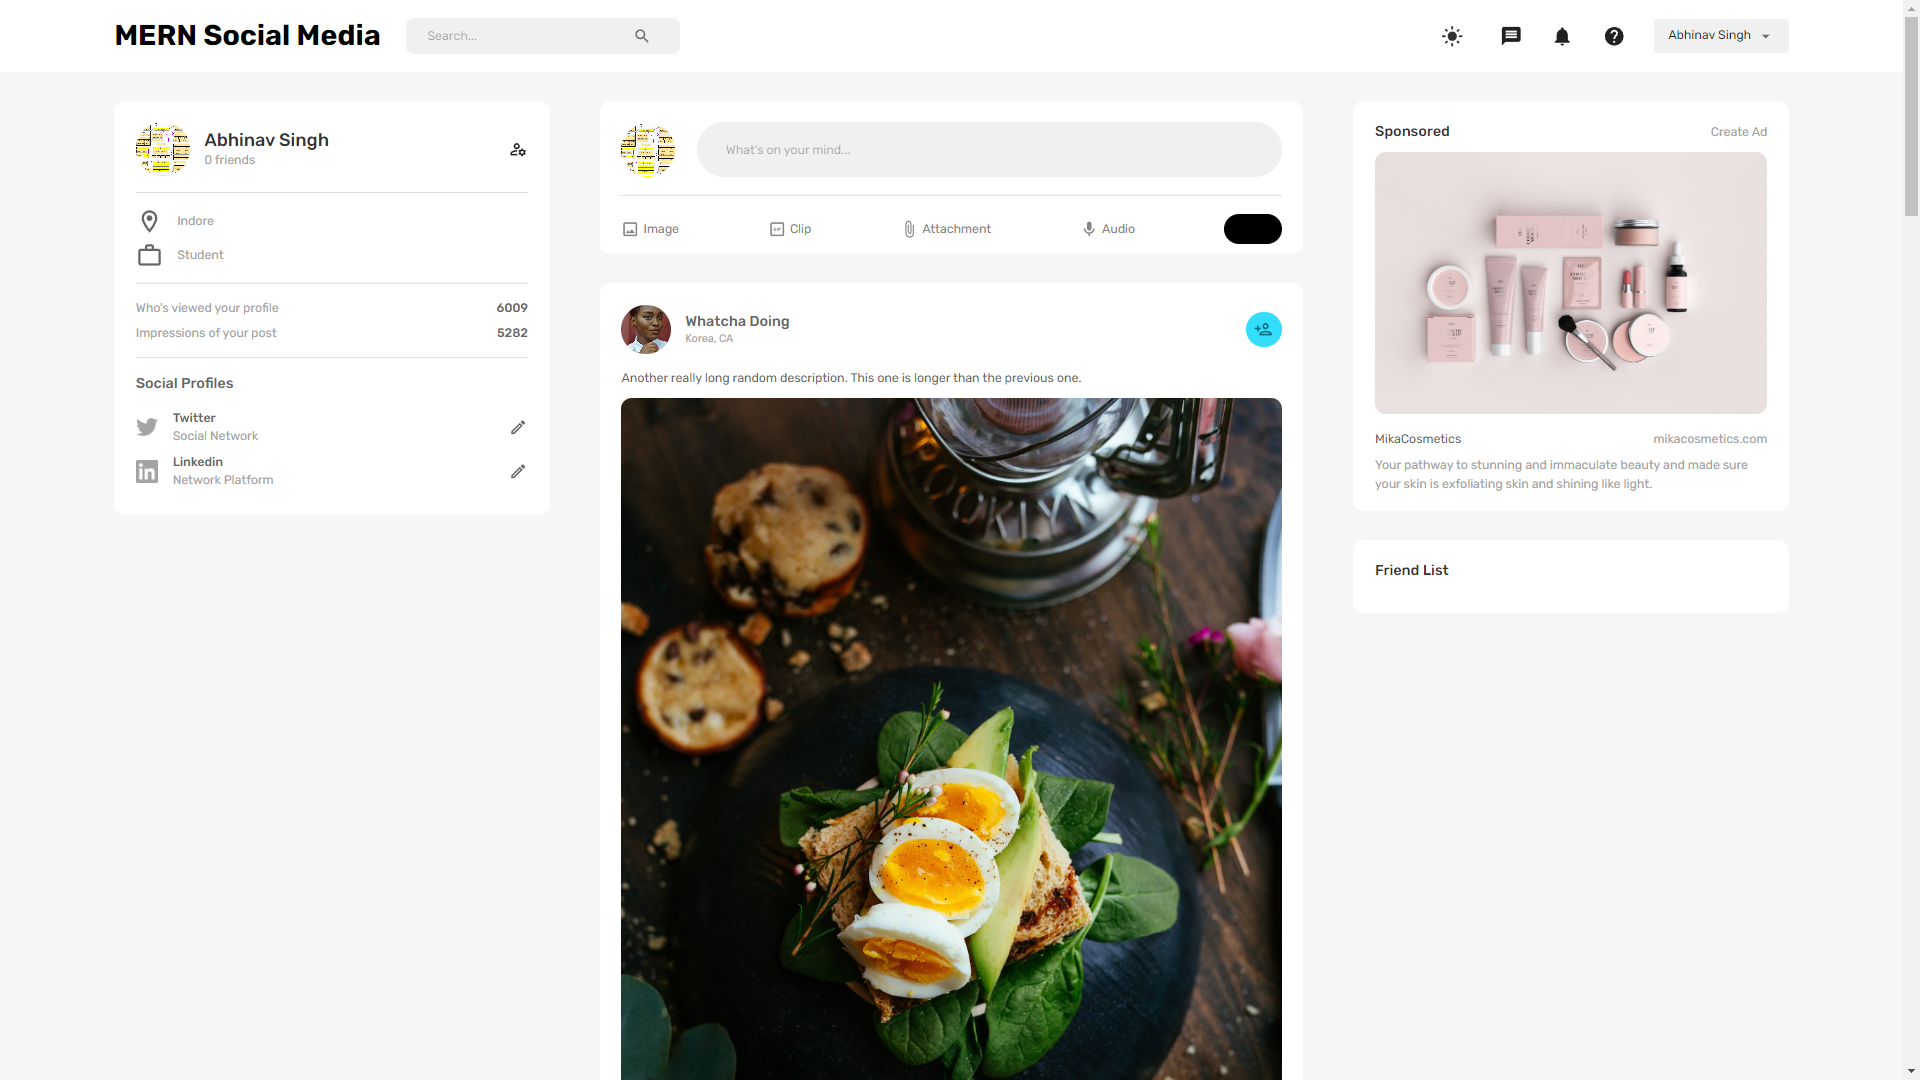 MERN Social Media
Search...
Abhinav Singh
Abhinav Singh
0 friends
Indore
Student
Who's viewed your profile 6009
Impressions of your post 5282
Social Profiles
Twitter
Social Network
Linkedin
Network Platform
What's on your mind...
Image Clip Attachment Audio
Whatcha Doing
Korea, CA
Another really long random description. This one is longer than the previous one.
Sponsored Create Ad
MikaCosmetics mikacosmetics.com
Your pathway to stunning and immaculate beauty and made sure
your skin is exfoliating skin and shining like light.
Friend List